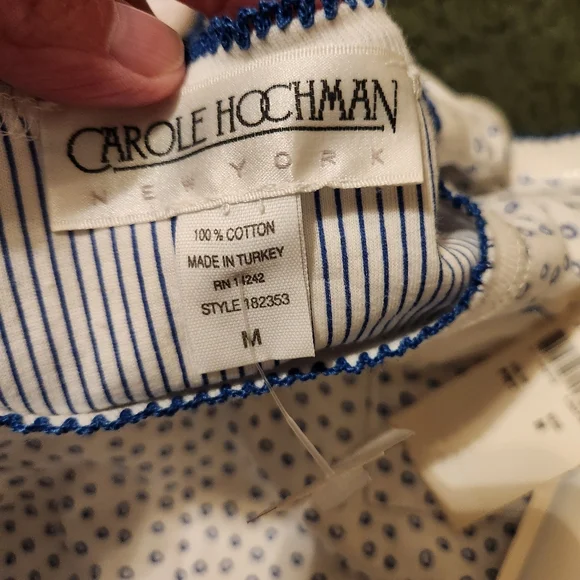 CAROLE HOCHMAN
NEW YORK
100% COTTON
MADE IN TURKEY
RN 14242
STYLE 182353
M